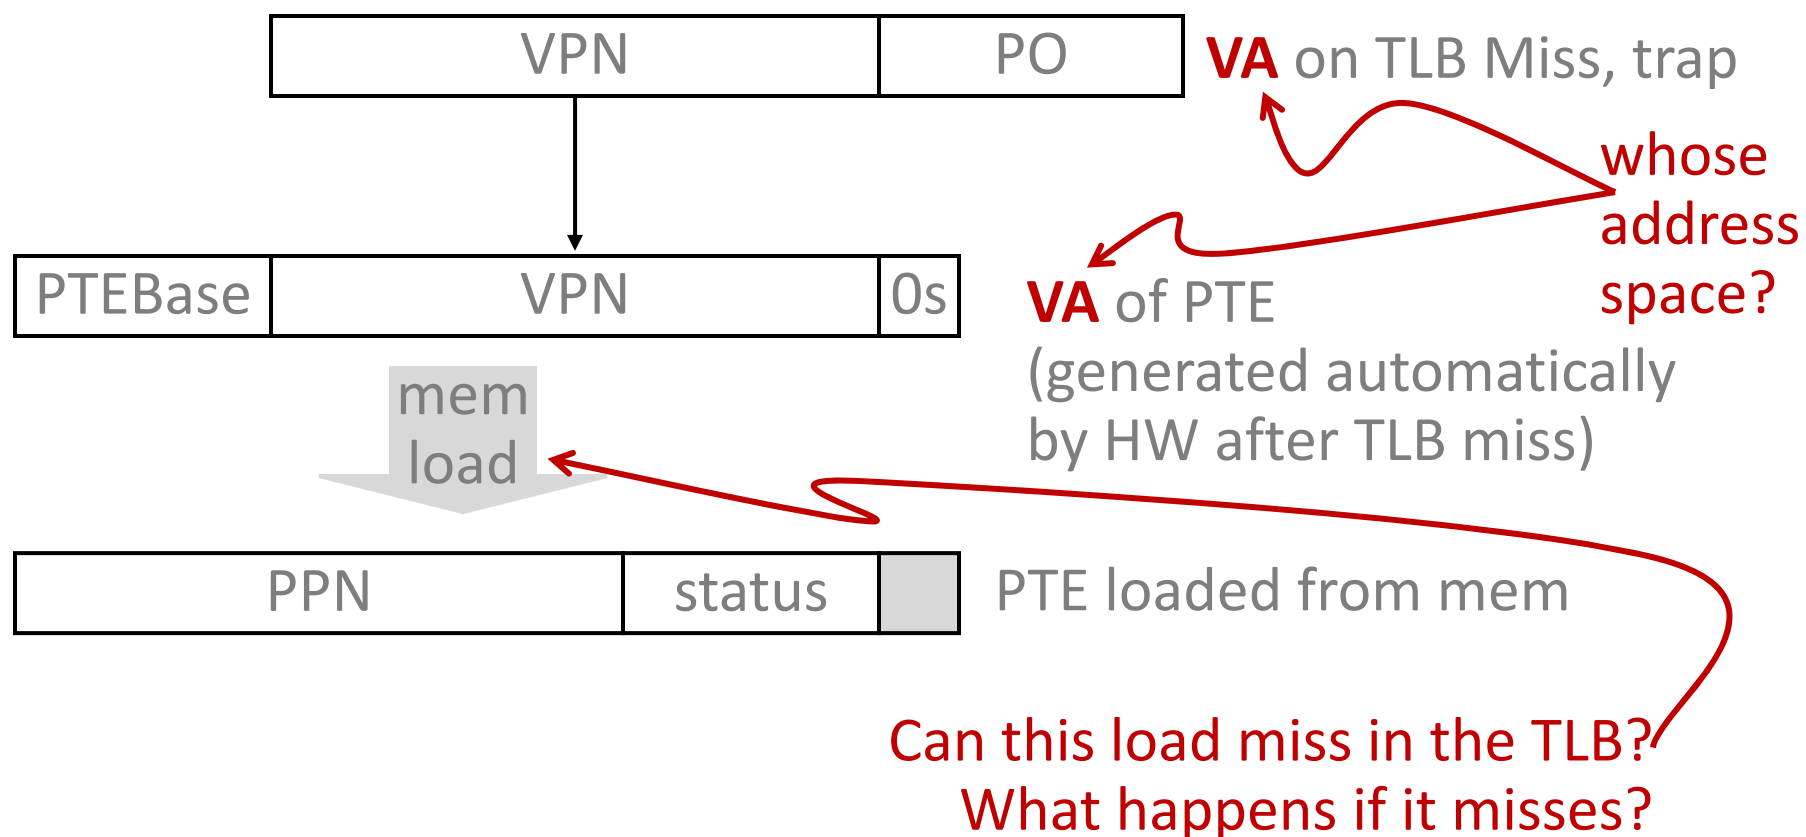 VPN PO VA on TLB Miss, trap
whose
address
space?
PTEBase VPN 0s VA of PTE
(generated automatically
by HW after TLB miss)
mem
load
PPN status PTE loaded from mem
Can this load miss in the TLB?
What happens if it misses?